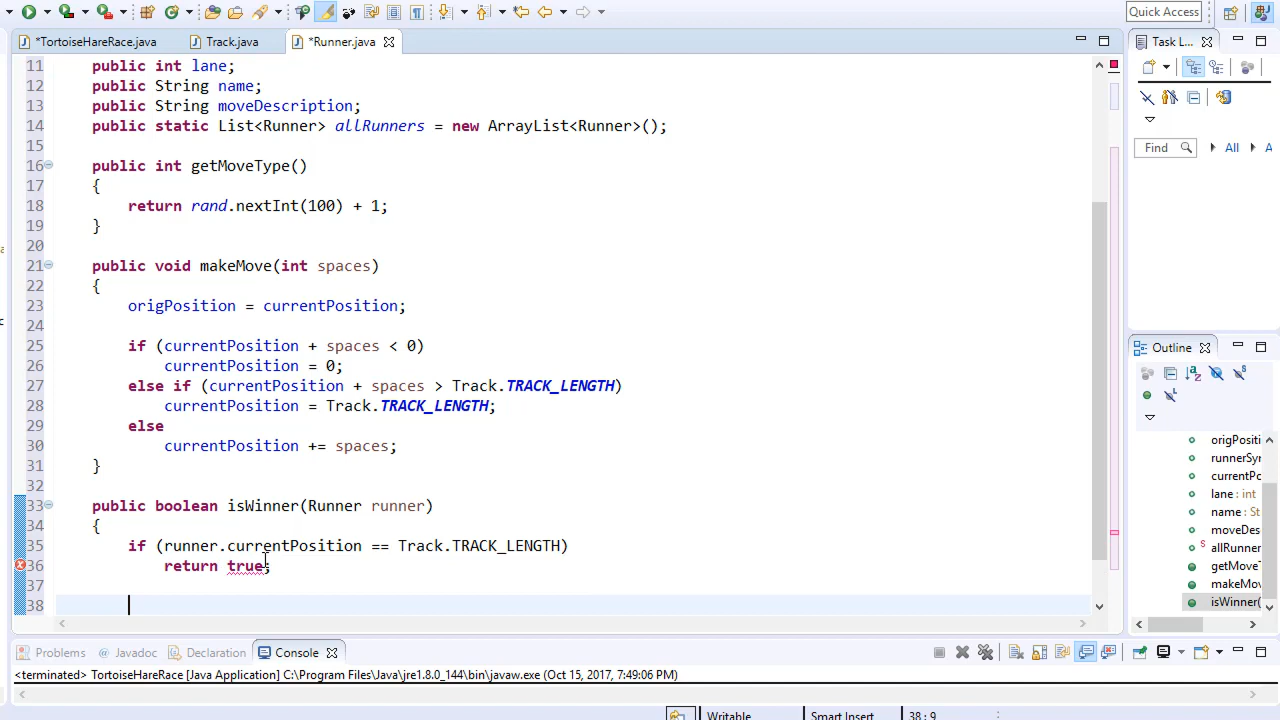 Quick Access
*TortoiseHareRace.java
Track.java
*Runner.java
Task L...
11 public int lane;
12 public String name;
13 public String moveDescription;
14 public static List<Runner> allRunners = new ArrayList<Runner>();
15
16 public int getMoveType()
17 {
18 return rand.nextInt(100) + 1;
19 }
20
21 public void makeMove(int spaces)
22 {
23 origPosition = currentPosition;
24
25 if (currentPosition + spaces < 0)
26 currentPosition = 0;
27 else if (currentPosition + spaces > Track.TRACK_LENGTH)
28 currentPosition = Track.TRACK_LENGTH;
29 else
30 currentPosition += spaces;
31 }
32
33 public boolean isWinner(Runner runner)
34 {
35 if (runner.currentPosition == Track.TRACK_LENGTH)
36 return true;
37
38
Find
All
A
Outline
origPositi
runnerSyr
currentPo
lane : int
name : St
moveDes
allRunner
getMoveT
makeMov
isWinner(
Problems
Javadoc
Declaration
Console
<terminated> TortoiseHareRace [Java Application] C:\Program Files\Java\jre1.8.0_144\bin\javaw.exe (Oct 15, 2017, 7:49:06 PM)
Writable
Smart Insert
38 : 9